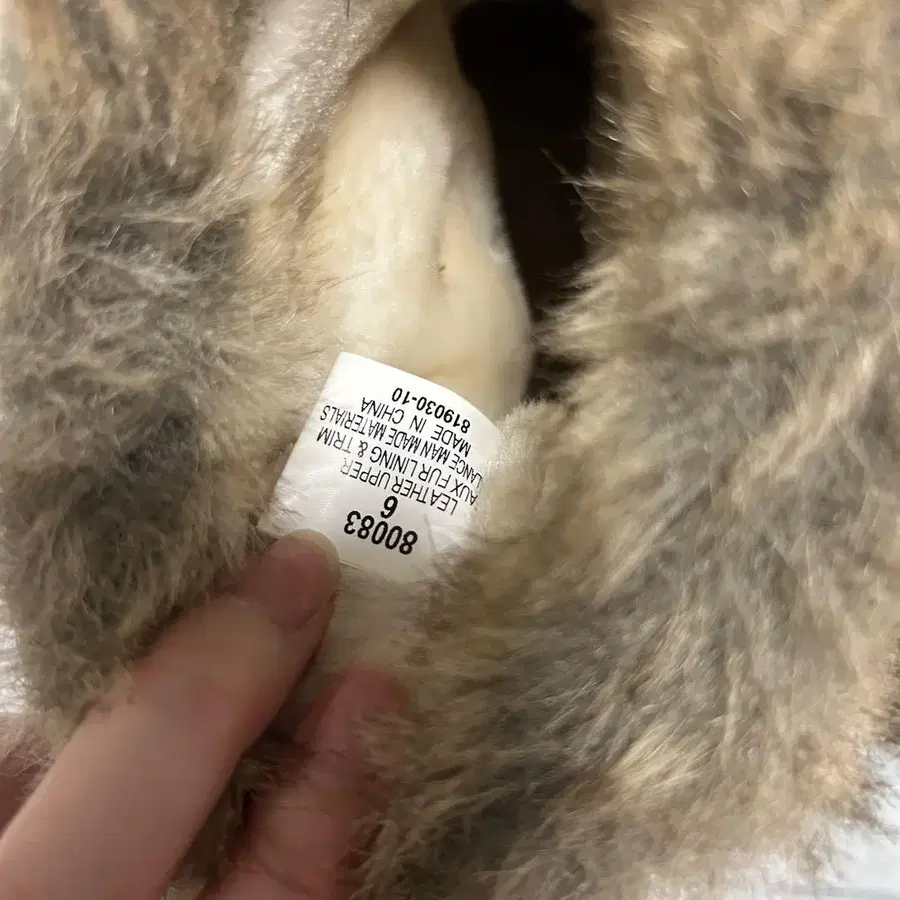 80083
6
LEATHER UPPER
AUX FUR LINING & TRIM
LANCE MAN MADE MATERIALS
MADE IN CHINA
819030-10